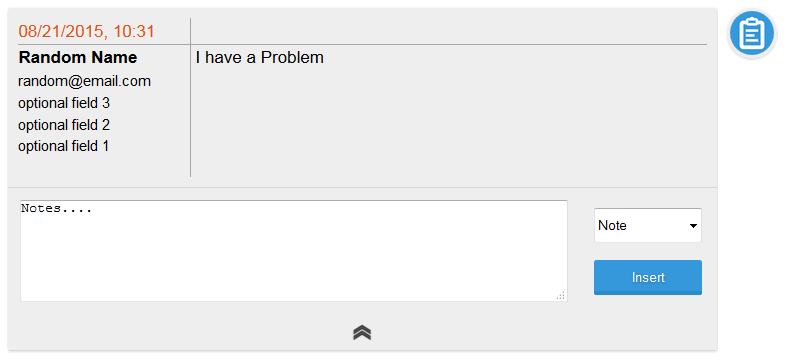 08/21/2015, 10:31
Random Name
I have a Problem
random@email.com
optional field 3
optional field 2
optional field 1
Notes....
Note
Insert